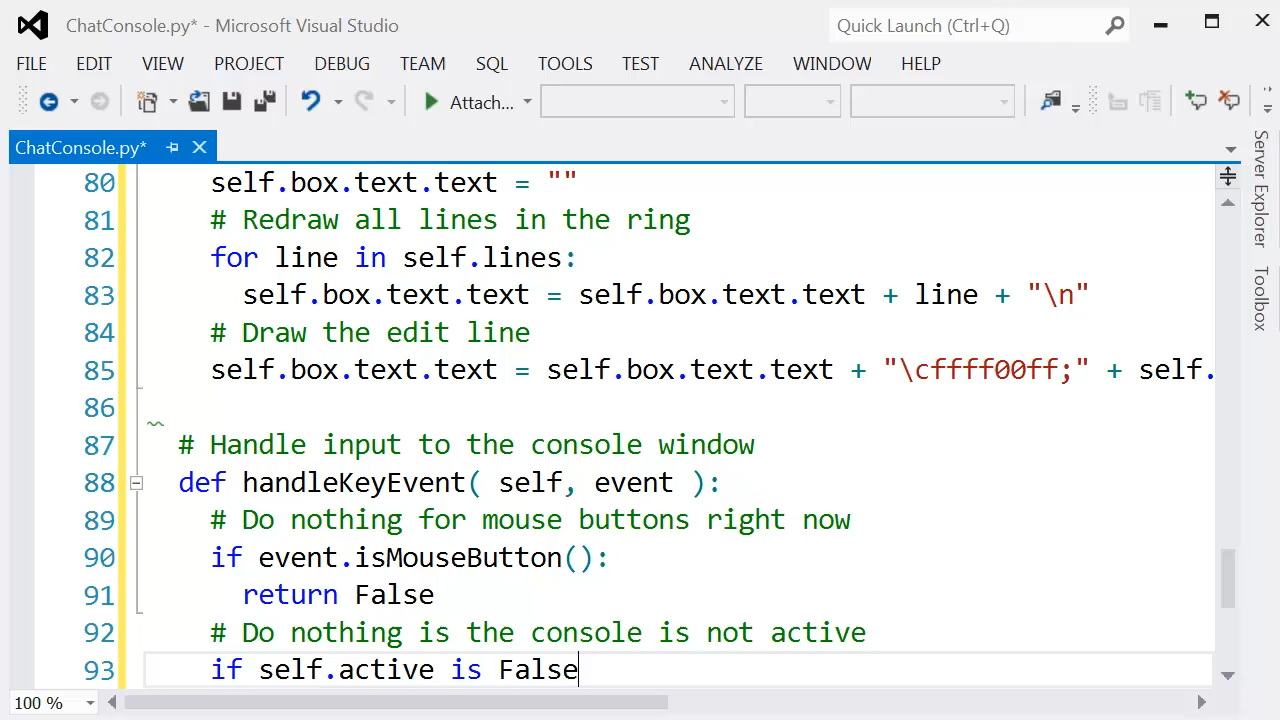 ChatConsole.py* - Microsoft Visual Studio
Quick Launch (Ctrl+Q)
FILE EDIT VIEW PROJECT DEBUG TEAM SQL TOOLS TEST ANALYZE WINDOW HELP
Attach...
ChatConsole.py*
80 self.box.text.text = ""
81 # Redraw all lines in the ring
82 for line in self.lines:
83 self.box.text.text = self.box.text.text + line + "\n"
84 # Draw the edit line
85 self.box.text.text = self.box.text.text + "\cffff00ff;" + self.
86
87 # Handle input to the console window
88 def handleKeyEvent( self, event ):
89 # Do nothing for mouse buttons right now
90 if event.isMouseButton():
91 return False
92 # Do nothing is the console is not active
93 if self.active is False
100 %
Server Explorer
Toolbox